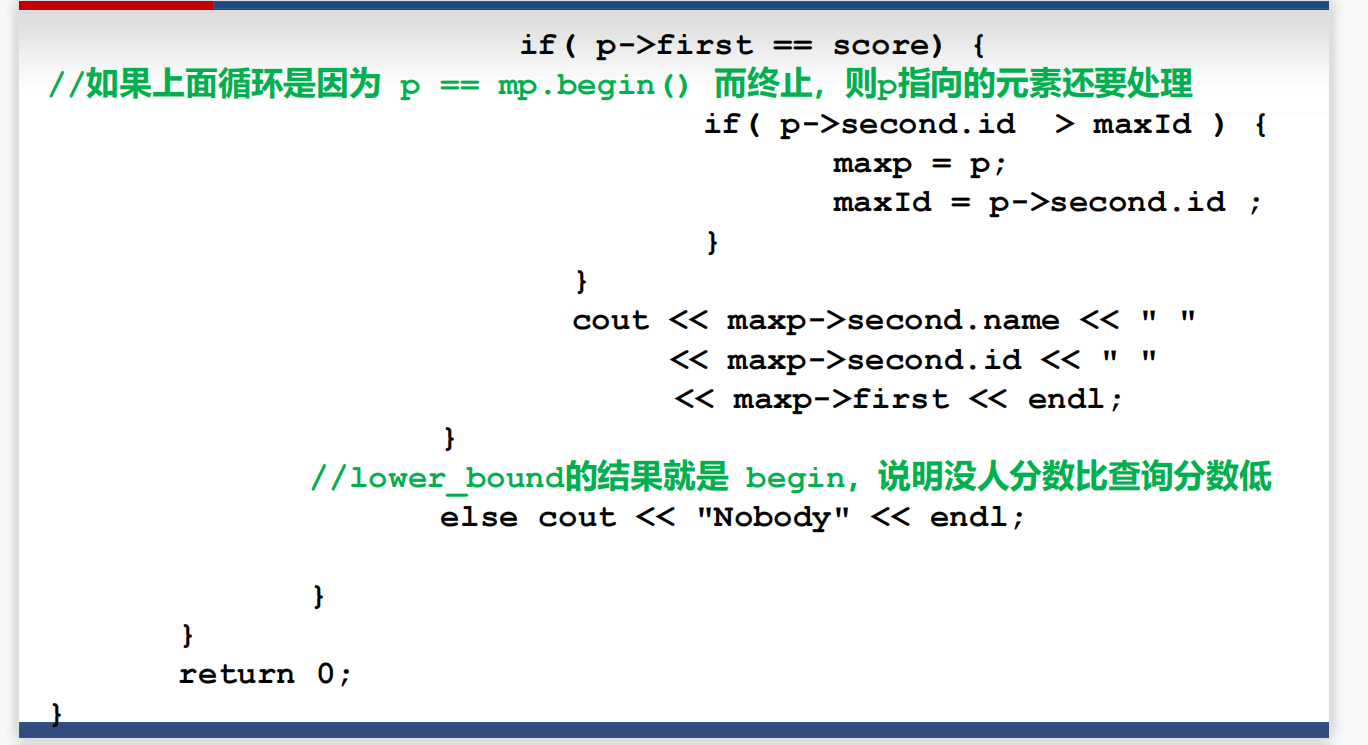 if( p->first == score) {
//如果上面循环是因为 p == mp.begin() 而终止，则p指向的元素还要处理
if( p->second.id > maxId ) {
maxp = p;
maxId = p->second.id ;
}
}
cout << maxp->second.name << " "
<< maxp->second.id << " "
<< maxp->first << endl;
}
//lower_bound的结果就是 begin，说明没人分数比查询分数低
else cout << "Nobody" << endl;
}
}
return 0;
}